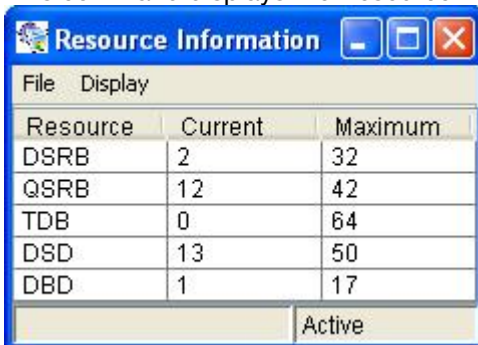 Resource Information
File Display
Resource Current Maximum
DSRB 2 32
QSRB 12 42
TDB 0 64
DSD 13 50
DBD 1 17
Active